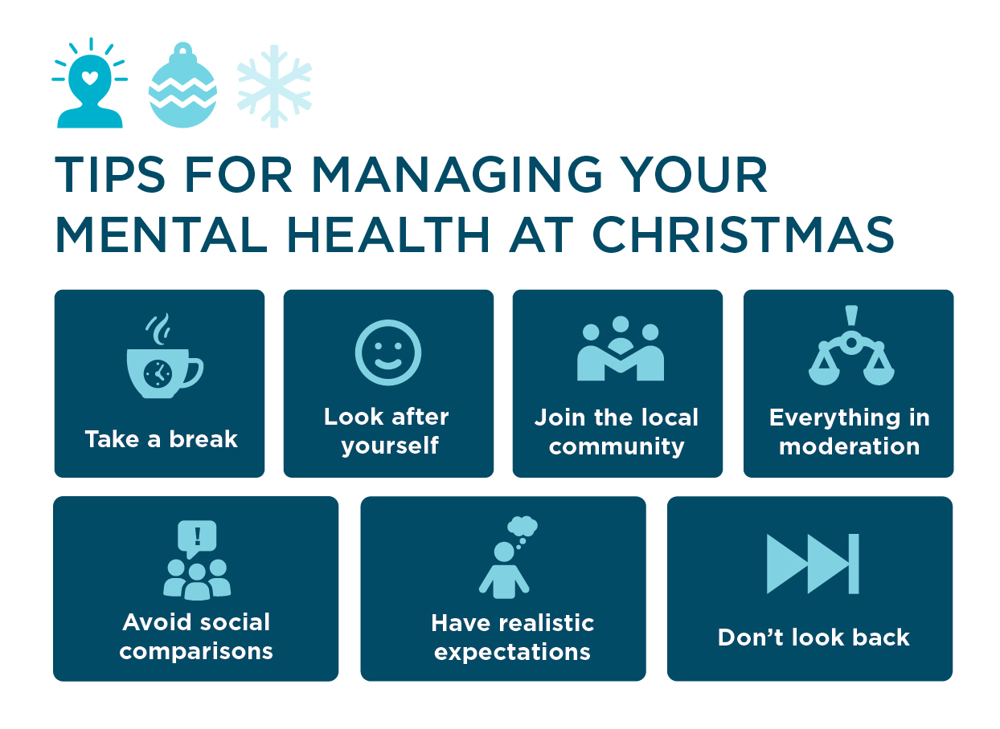 TIPS FOR MANAGING YOUR
MENTAL HEALTH AT CHRISTMAS
Take a break
Look after
yourself
Join the local
community
Everything in
moderation
!
Avoid social
comparisons
Have realistic
expectations
Don’t look back